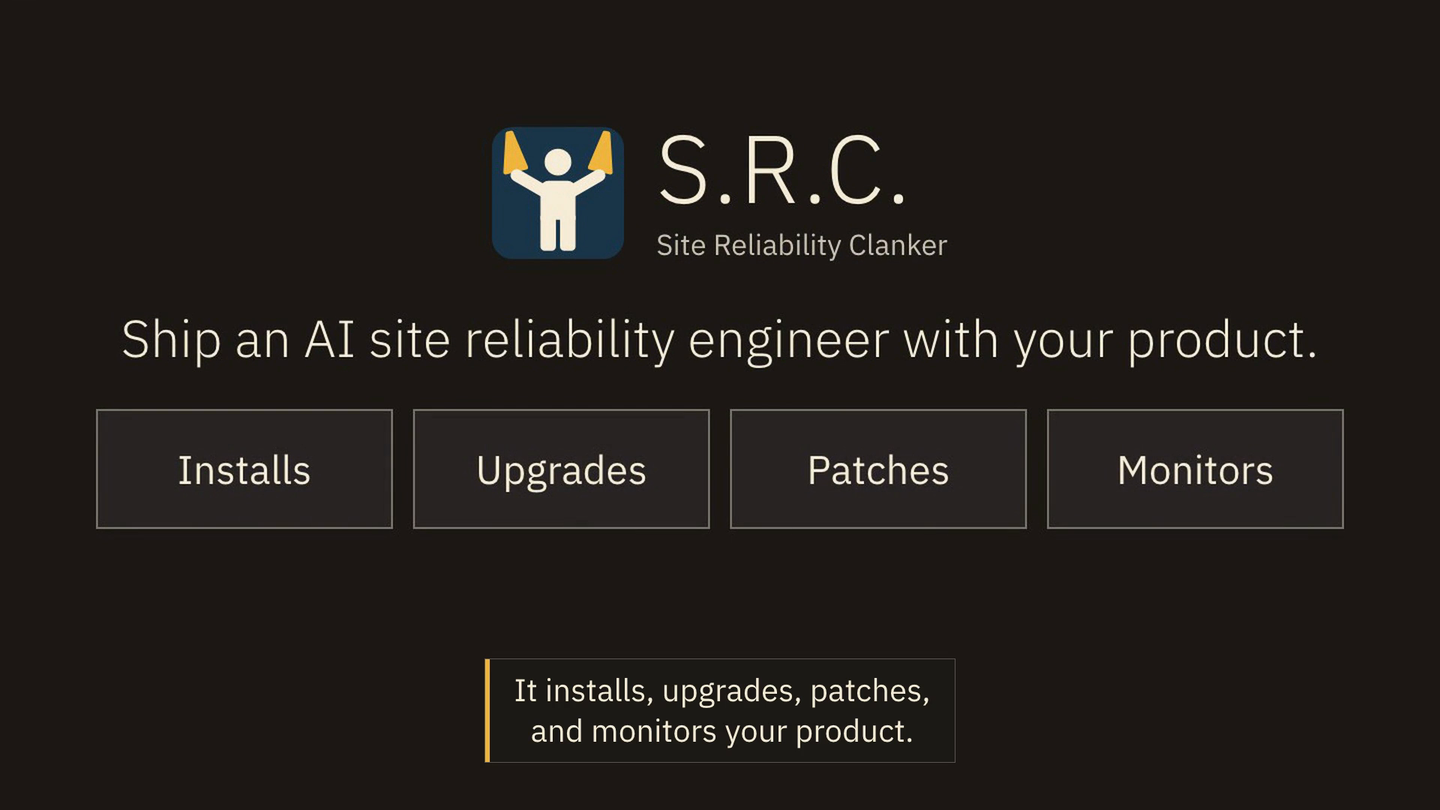 S.R.C.
Site Reliability Clanker
Ship an AI site reliability engineer with your product.
Installs
Upgrades
Patches
Monitors
It installs, upgrades, patches,
and monitors your product.